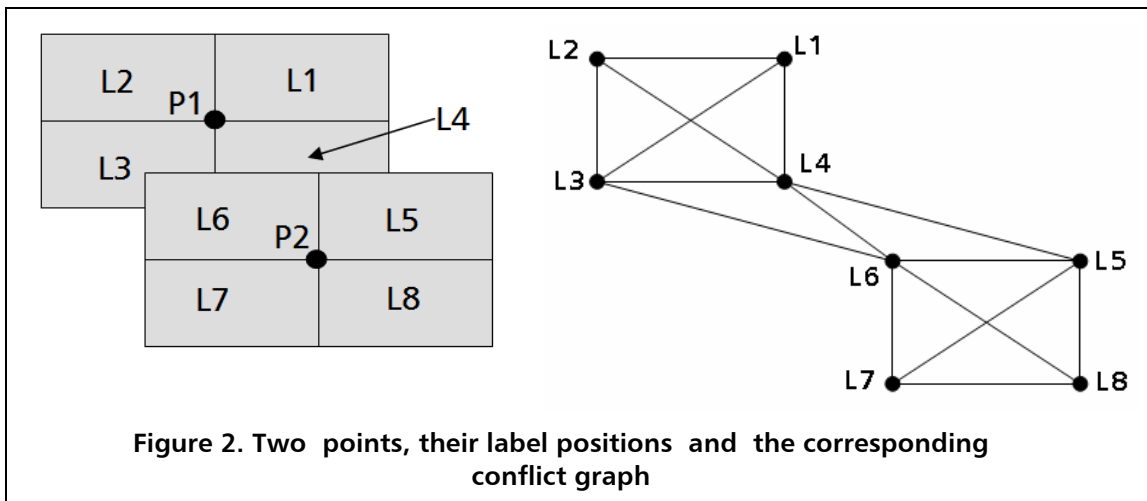 L2
L1
P1
L4
L3
L6
L5
P2
L7
L8
L2
L1
L3
L4
L6
L5
L7
L8
Figure 2. Two points, their label positions and the corresponding
conflict graph